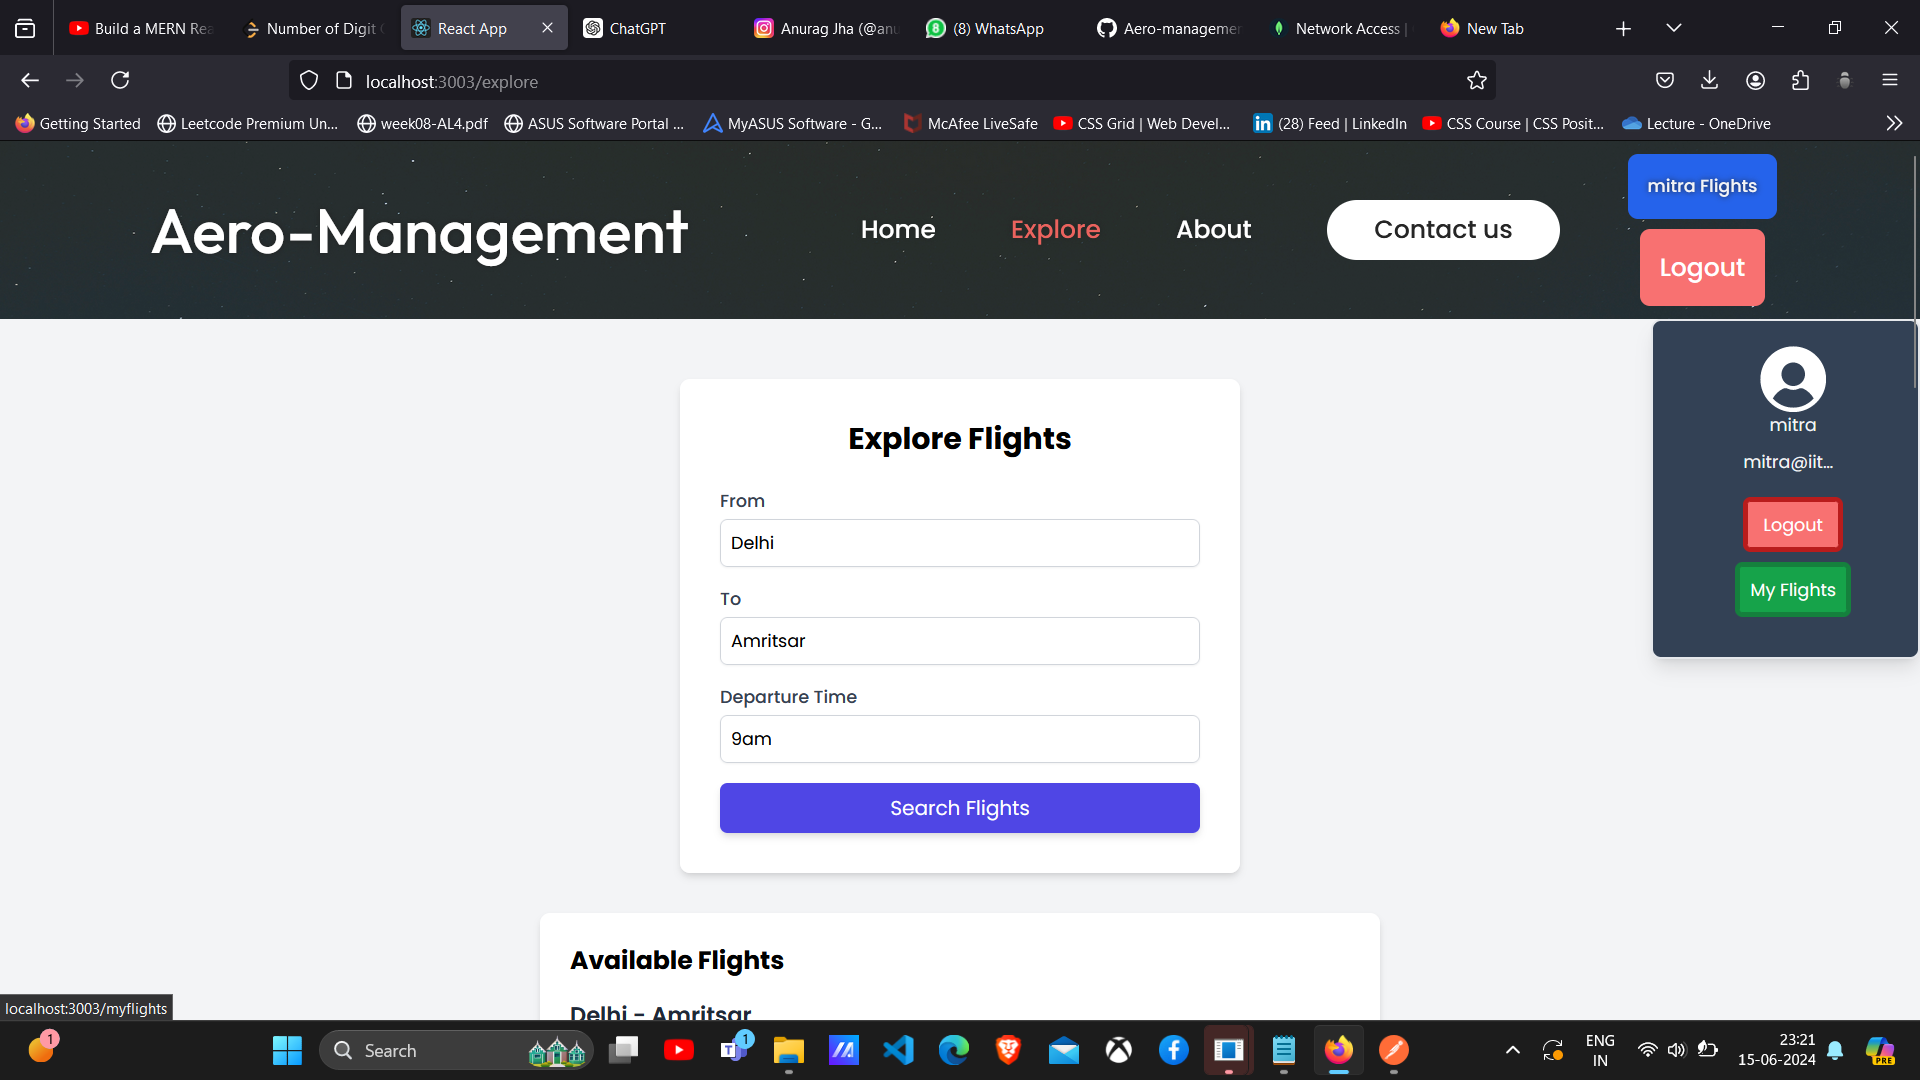 Build a MERN Rea
Number of Digit
React App
ChatGPT
Anurag Jha (@anu
(8) WhatsApp
Aero-managemen
Network Access |
New Tab
localhost:3003/explore
Getting Started
Leetcode Premium Un...
week08-AL4.pdf
ASUS Software Portal ...
MyASUS Software - G...
McAfee LiveSafe
CSS Grid | Web Devel...
(28) Feed | LinkedIn
CSS Course | CSS Posit...
Lecture - OneDrive
Aero-Management
Home
Explore
About
Contact us
mitra Flights
Logout
mitra
mitra@iit...
Logout
My Flights
Explore Flights
From
Delhi
To
Amritsar
Departure Time
9am
Search Flights
Available Flights
Delhi - Amritsar
localhost:3003/myflights
1
Search
1
ENG
IN
23:21
15-06-2024
PRE